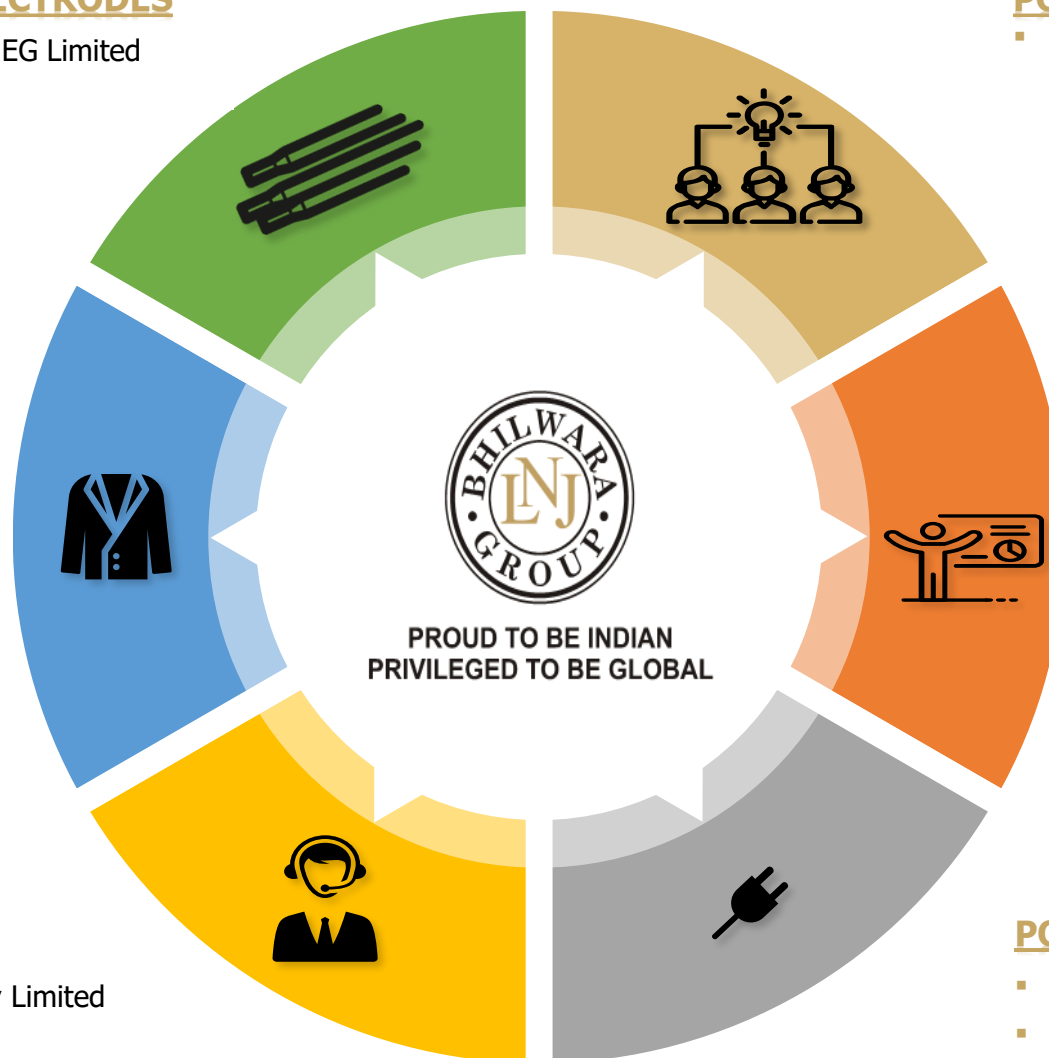 EG Limited
BHILWARA
LNJ
GROUP
PROUD TO BE INDIAN
PRIVILEGED TO BE GLOBAL
Limited